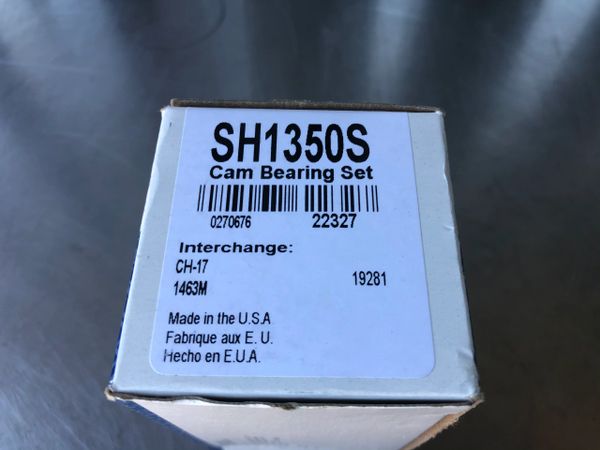 SH1350S
Cam Bearing Set
0270676 22327
Interchange:
CH-17
1463M 19281
Made in the U.S.A
Fabrique aux E. U.
Hecho en E.U.A.